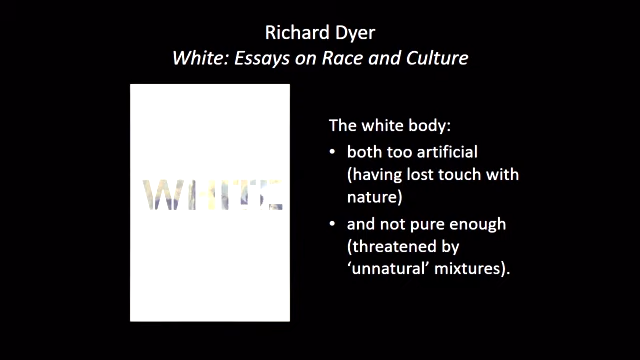 Richard Dyer
White: Essays on Race and Culture
WHITE
The white body:
• both too artificial
(having lost touch with
nature)
• and not pure enough
(threatened by
‘unnatural’ mixtures).